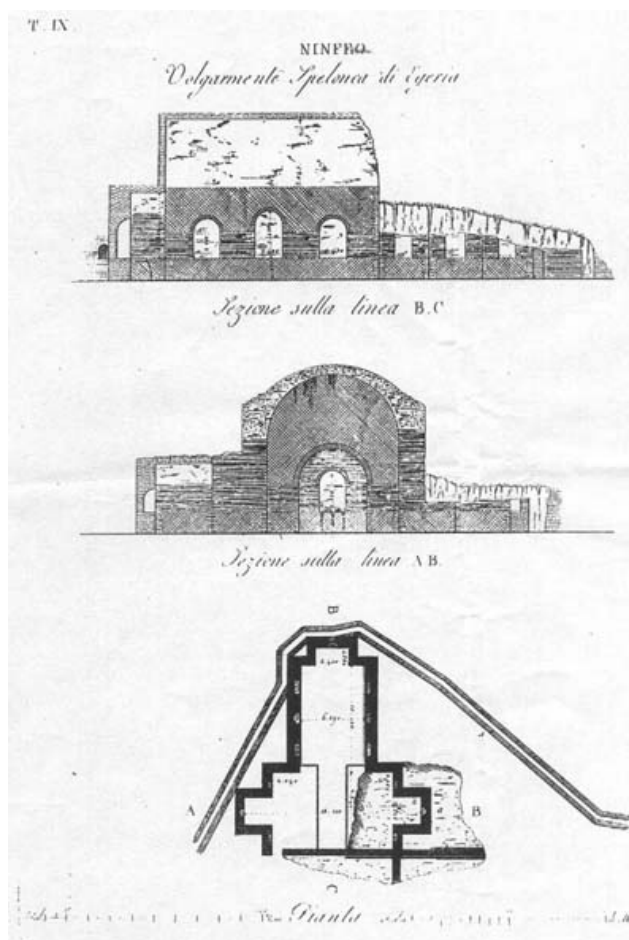 T. IX.
NINFEO
Volgarmente Spelonca di Egeria
Sezione sulla linea B.C
Sezione sulla linea A B.
B
A
B
C
Pianta